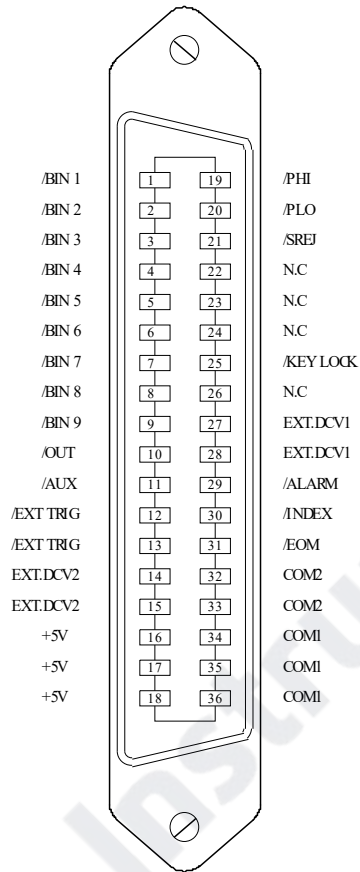 /BIN 1 1 19 /PHI
/BIN 2 2 20 /PLO
/BIN 3 3 21 /SREJ
/BIN 4 4 22 N.C
/BIN 5 5 23 N.C
/BIN 6 6 24 N.C
/BIN 7 7 25 /KEY LOCK
/BIN 8 8 26 N.C
/BIN 9 9 27 EXT.DCV1
/OUT 10 28 EXT.DCV1
/AUX 11 29 /ALARM
/EXT TRIG 12 30 /INDEX
/EXT TRIG 13 31 /EOM
EXT.DCV2 14 32 COM2
EXT.DCV2 15 33 COM2
+5V 16 34 COM1
+5V 17 35 COM1
+5V 18 36 COM1
Instru